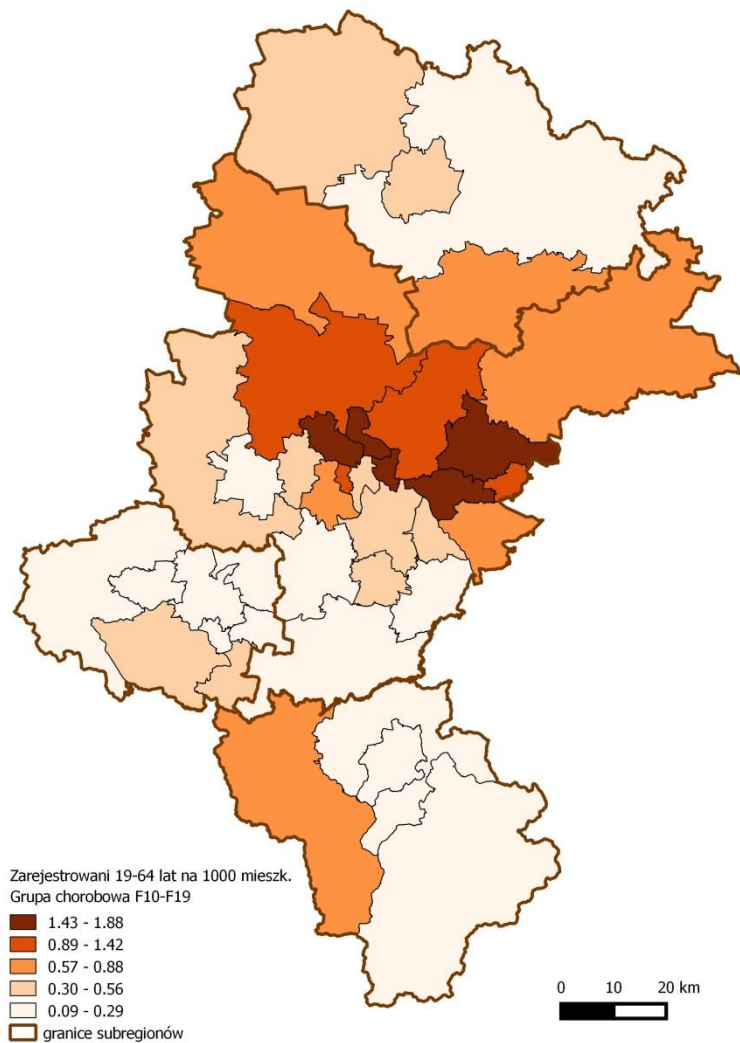 Zarejestrowani 19-64 lat na 1000 mieszk.
Grupa chorobowa F10-F19
1.43 - 1.88
0.89 - 1.42
0.57 - 0.88
0.30 - 0.56
0.09 - 0.29
granice subregionów
0 10 20 km